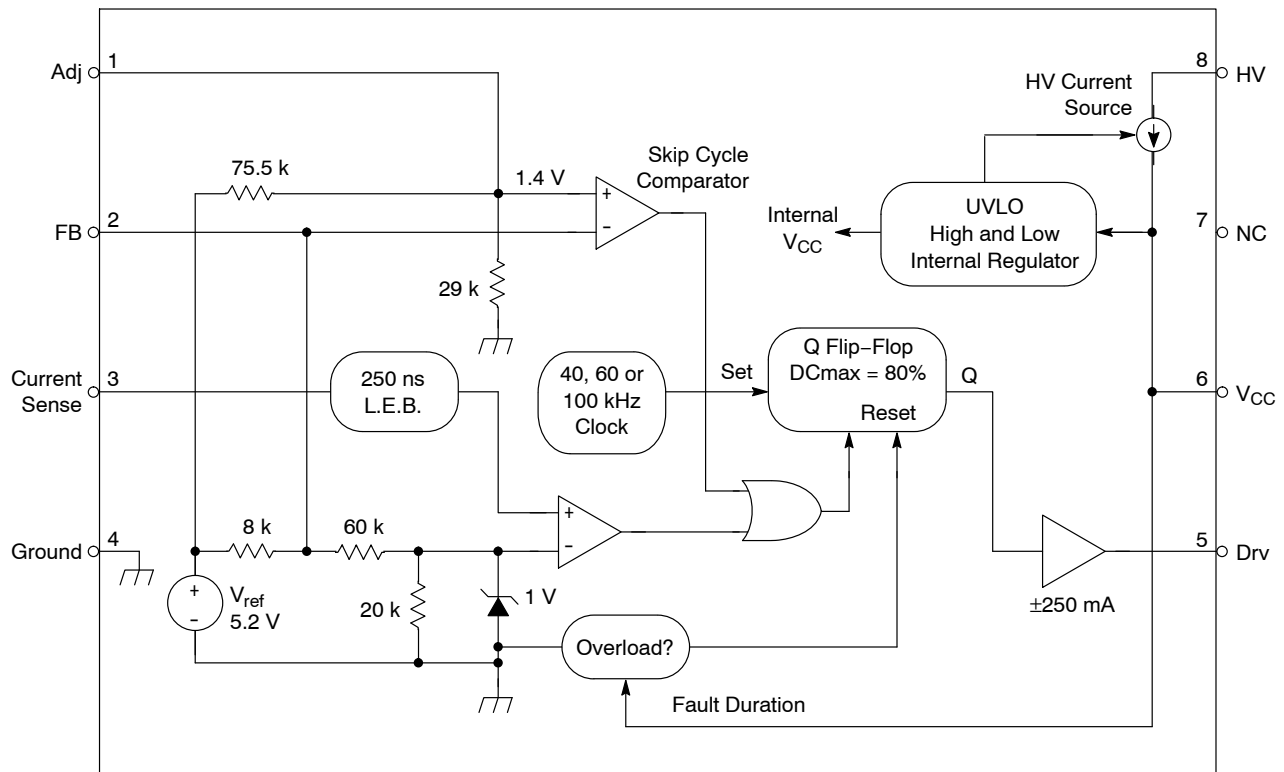 Adj
1
8
HV
HV Current
Source
75.5 k
1.4 V
Skip Cycle
Comparator
+
-
FB
2
Internal
VCC
UVLO
High and Low
Internal Regulator
7
NC
29 k
Current
Sense
3
250 ns
L.E.B.
40, 60 or
100 kHz
Clock
Set
Q Flip−Flop
DCmax = 80%
Reset
Q
6
VCC
Ground
4
8 k
60 k
+
-
5
Drv
+
-
Vref
5.2 V
20 k
1 V
±250 mA
Overload?
Fault Duration